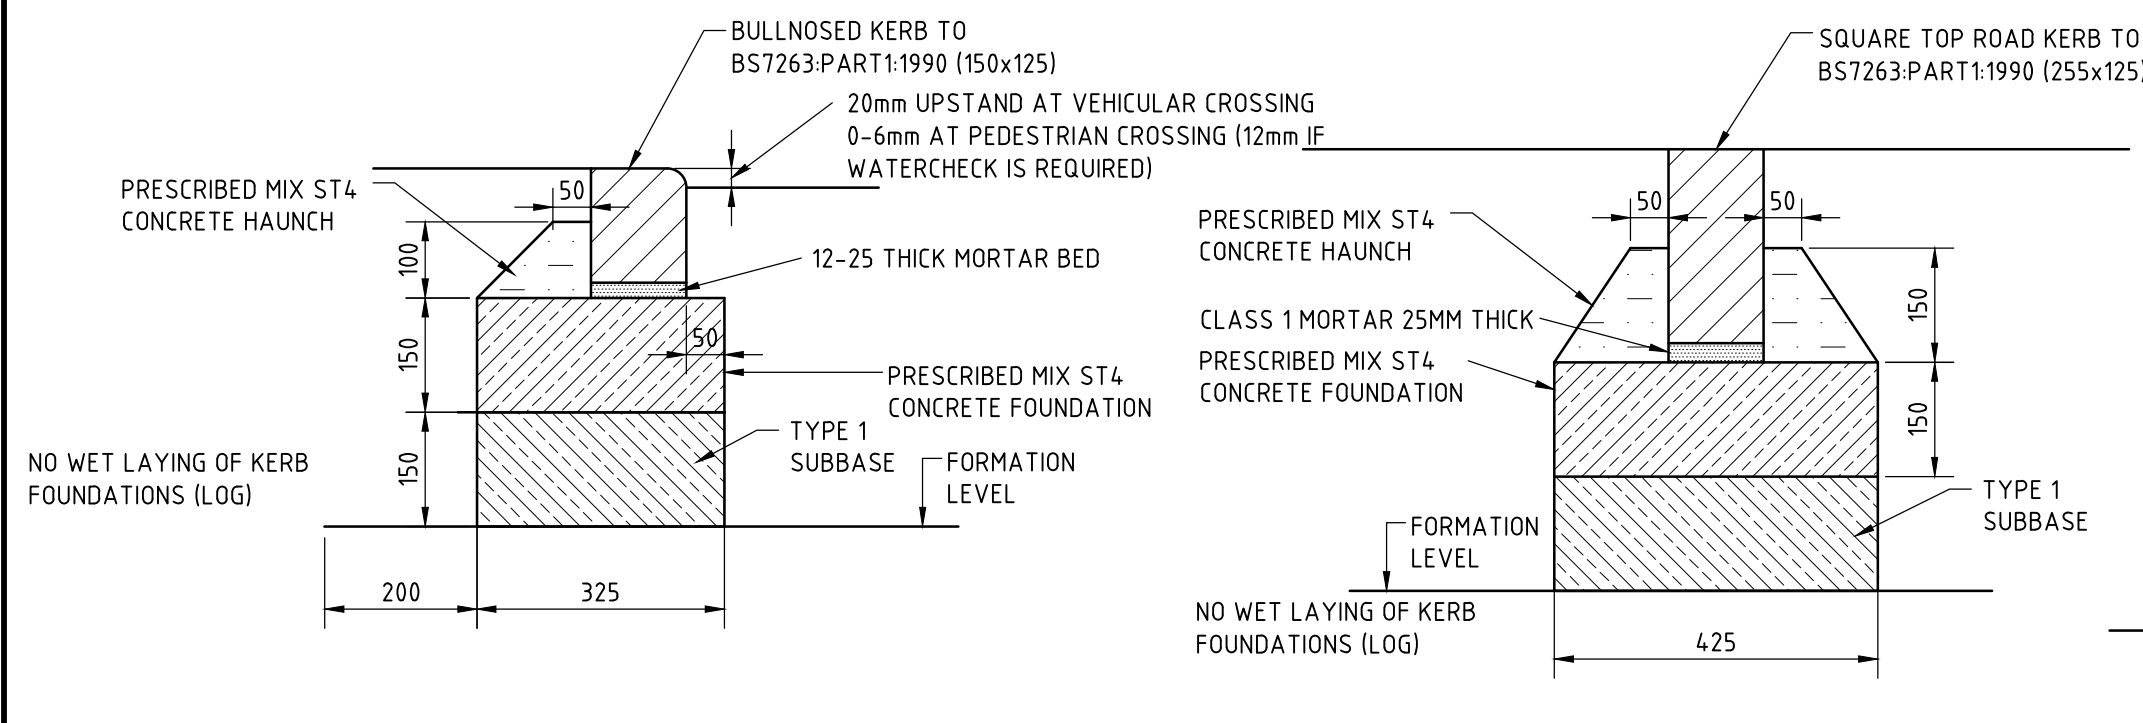 BULLNOSED KERB TO
BS7263:PART1:1990 (150x125)
20mm UPSTAND AT VEHICULAR CROSSING
0-6mm AT PEDESTRIAN CROSSING (12mm IF
WATERCHECK IS REQUIRED)
PRESCRIBED MIX ST4
CONCRETE HAUNCH
50
100
12-25 THICK MORTAR BED
150
50
PRESCRIBED MIX ST4
CONCRETE FOUNDATION
150
TYPE 1
SUBBASE
NO WET LAYING OF KERB
FOUNDATIONS (LOG)
FORMATION
LEVEL
200
325
SQUARE TOP ROAD KERB TO
BS7263:PART1:1990 (255x125)
50
50
PRESCRIBED MIX ST4
CONCRETE HAUNCH
150
CLASS 1 MORTAR 25MM THICK
PRESCRIBED MIX ST4
CONCRETE FOUNDATION
150
TYPE 1
SUBBASE
FORMATION
LEVEL
NO WET LAYING OF KERB
FOUNDATIONS (LOG)
425